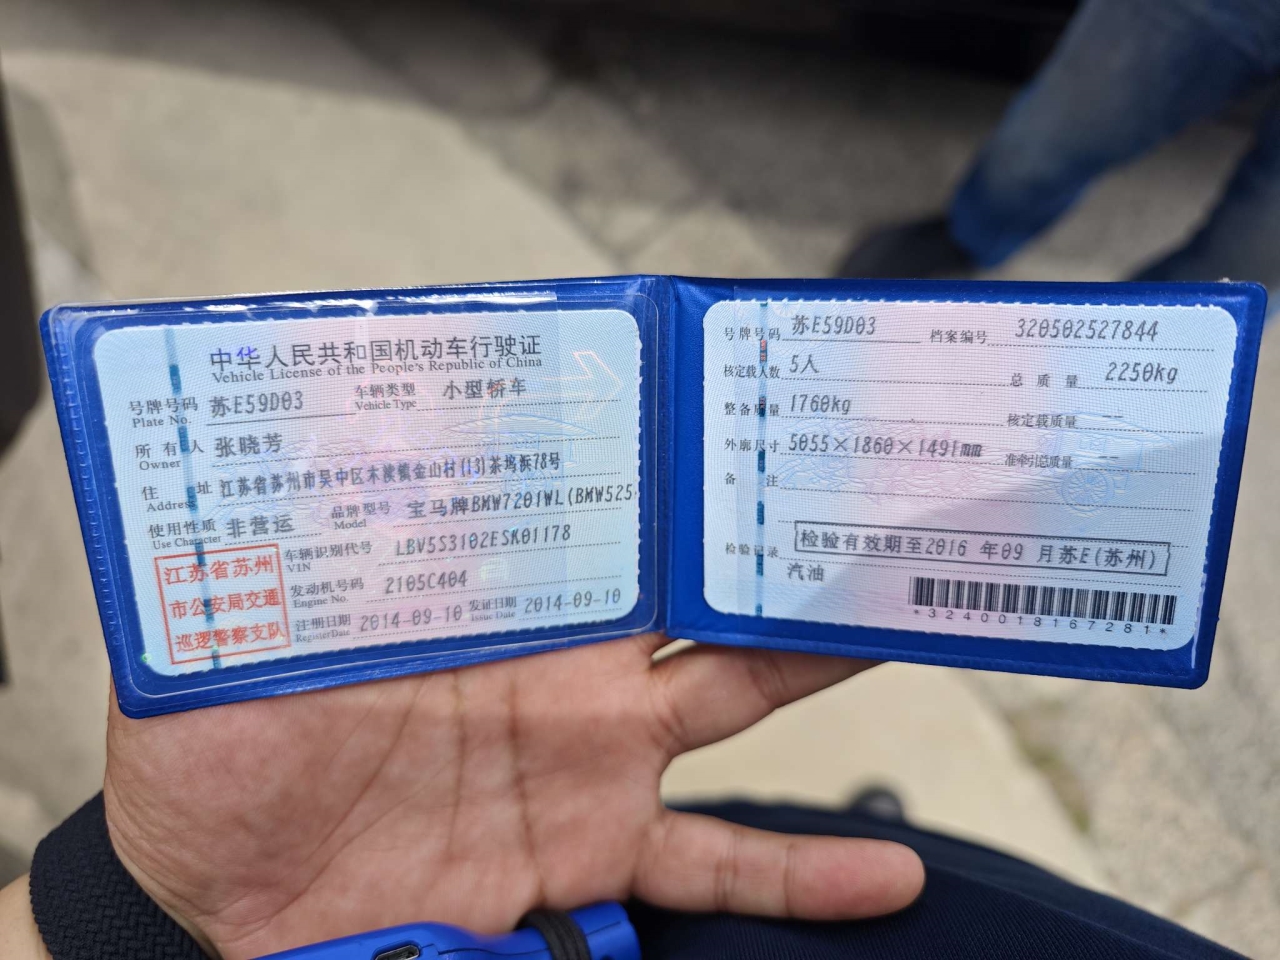 中华人民共和国机动车行驶证
Vehicle License of the People's Republic of China
号牌号码 苏E59D03 车辆类型 小型轿车
Plate No. Vehicle Type
所有人 张晓芳
Owner
住址 江苏省苏州市吴中区木渎镇金山村(13)茶坞浜78号
Address
使用性质 非营运 品牌型号 宝马牌BMW7201WL(BMW525
Use Character Model
江苏省苏州
市公安局交通
巡逻警察支队
车辆识别代号 LBV5S3102ESK01178
VIN
发动机号码 2105C404
Engine No.
注册日期 2014-09-10 发证日期 2014-09-10
Register Date Issue Date
号牌号码 苏E59D03 档案编号 320502527844
核定载人数 5人 总质量 2250kg
整备质量 1760kg 核定载质量 --
外廓尺寸 5055×1860×1491mm 准牵引总质量 --
备注
检验记录 检验有效期至2016 年09 月苏E(苏州)
汽油
*3240018167281*